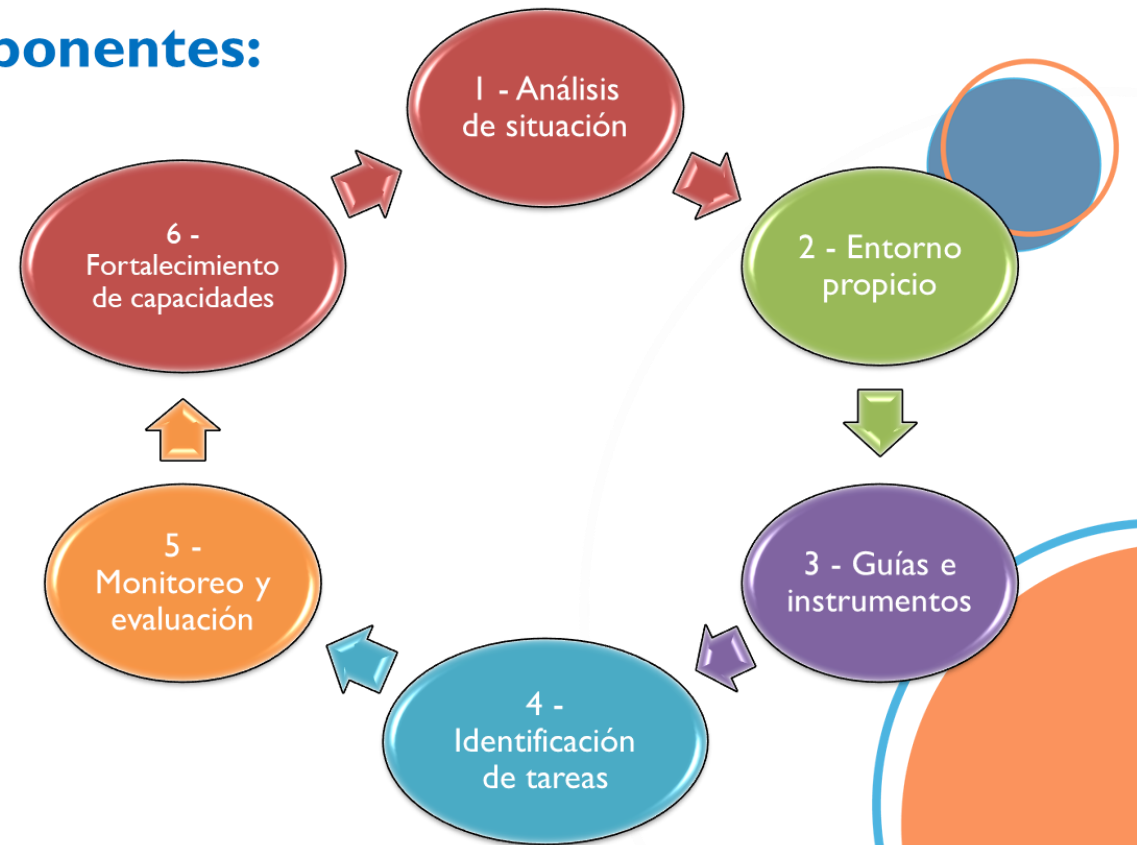 ponentes:
1 - Análisis
de situación
2 - Entorno
propicio
3 - Guías e
instrumentos
4 -
Identificación
de tareas
5 -
Monitoreo y
evaluación
6 -
Fortalecimiento
de capacidades